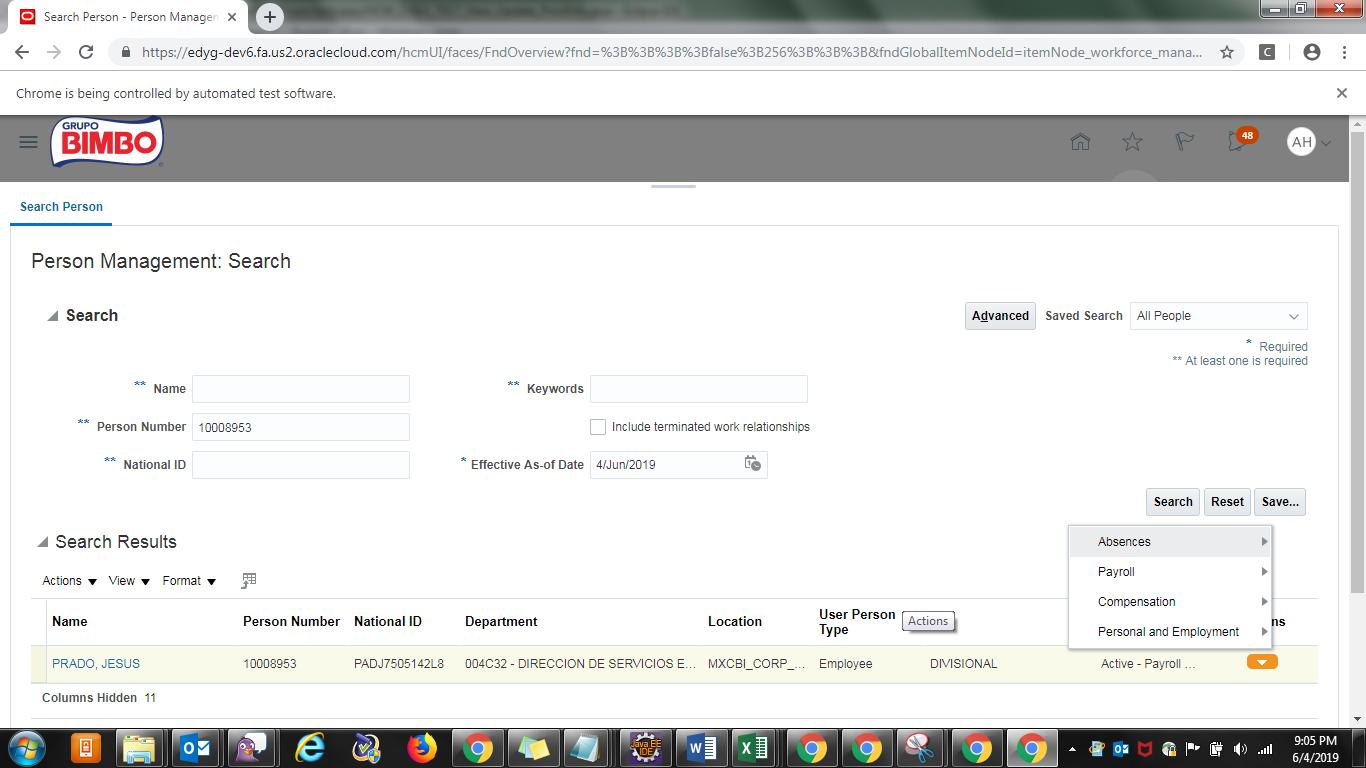 Search Person - Person Managen
https://edyg-dev6.fa.us2.oraclecloud.com/hcmUI/faces/FndOverview?fnd=%3B%3B%3B%3Bfalse%3B256%3B%3B%3B&fndGlobalItemNodeId=itemNode_workforce_mana...
C
Chrome is being controlled by automated test software.
GRUPO
BIMBO
48
AH
Search Person
Person Management: Search
Search
Advanced Saved Search All People
* Required
** At least one is required
** Name
** Keywords
** Person Number 10008953
Include terminated work relationships
** National ID
* Effective As-of Date 4/Jun/2019
Search Reset Save...
Search Results
Absences
Payroll
Compensation
Personal and Employment
Actions View Format
Name Person Number National ID Department Location User Person Type Actions ns
PRADO, JESUS 10008953 PADJ7505142L8 004C32 - DIRECCION DE SERVICIOS E... MXCBI_CORP_... Employee DIVISIONAL Active - Payroll ...
Columns Hidden 11
Java EE
IDE
9:05 PM
6/4/2019